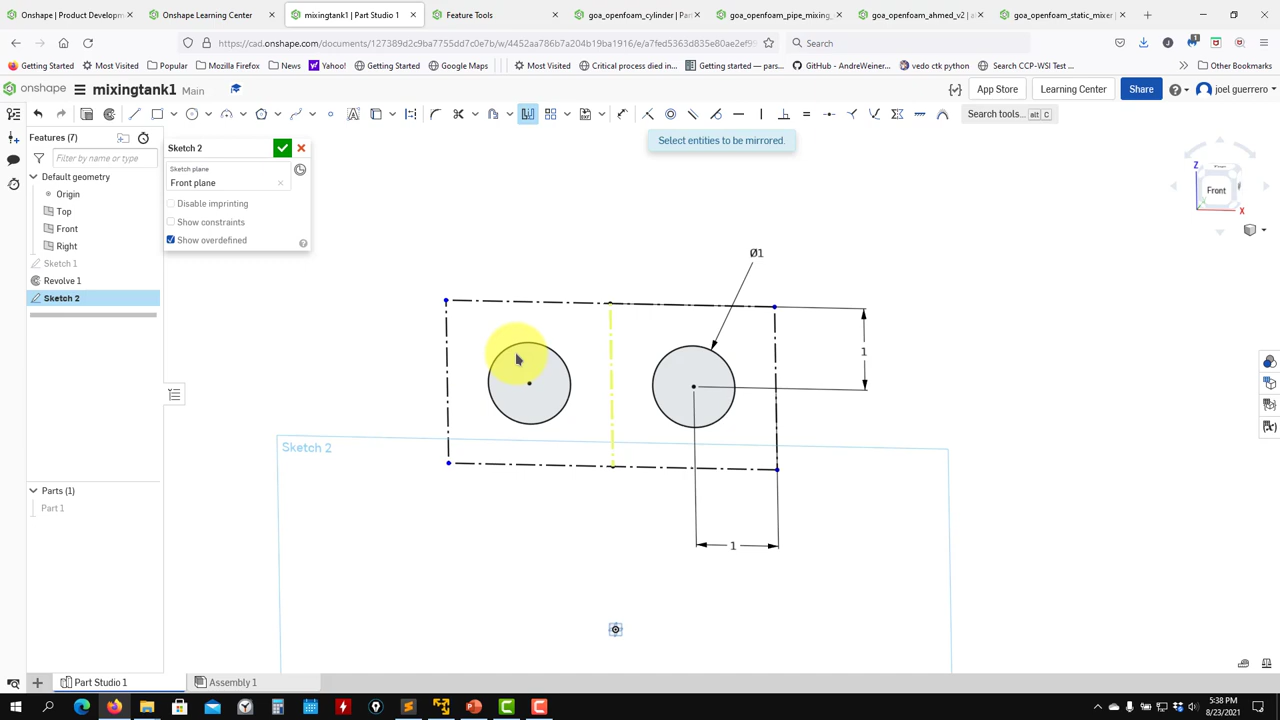 Onshape | Product Developm
Onshape Learning Center
mixingtank1 | Part Studio 1
Feature Tools
goa_openfoam_cylinder | Part
goa_openfoam_pipe_mixing_
goa_openfoam_ahmed_v2 | a
goa_openfoam_static_mixer |
https://cad.onshape.com/documents/
Search
Getting Started
Most Visited
Popular
Mozilla Firefox
News
Yahoo!
Getting Started
Google Maps
Most Visited
Critical process died in...
Getting started — pars...
GitHub - AndreWeiner...
vedo ctk python
Search CCP-WSI Test ...
Other Bookmarks
onshape
mixingtank1 Main
App Store
Learning Center
Share
joel guerrero
Search tools... alt C
Features (7)
Filter by name or type
Default geometry
Origin
Top
Front
Right
Sketch 1
Revolve 1
Sketch 2
Sketch 2
Sketch plane
Front plane
Disable imprinting
Show constraints
Show overdefined
Select entities to be mirrored.
Z
Front
X
Ø1
1
Sketch 2
1
Parts (1)
Part 1
Part Studio 1
Assembly 1
5:38 PM
8/23/2021